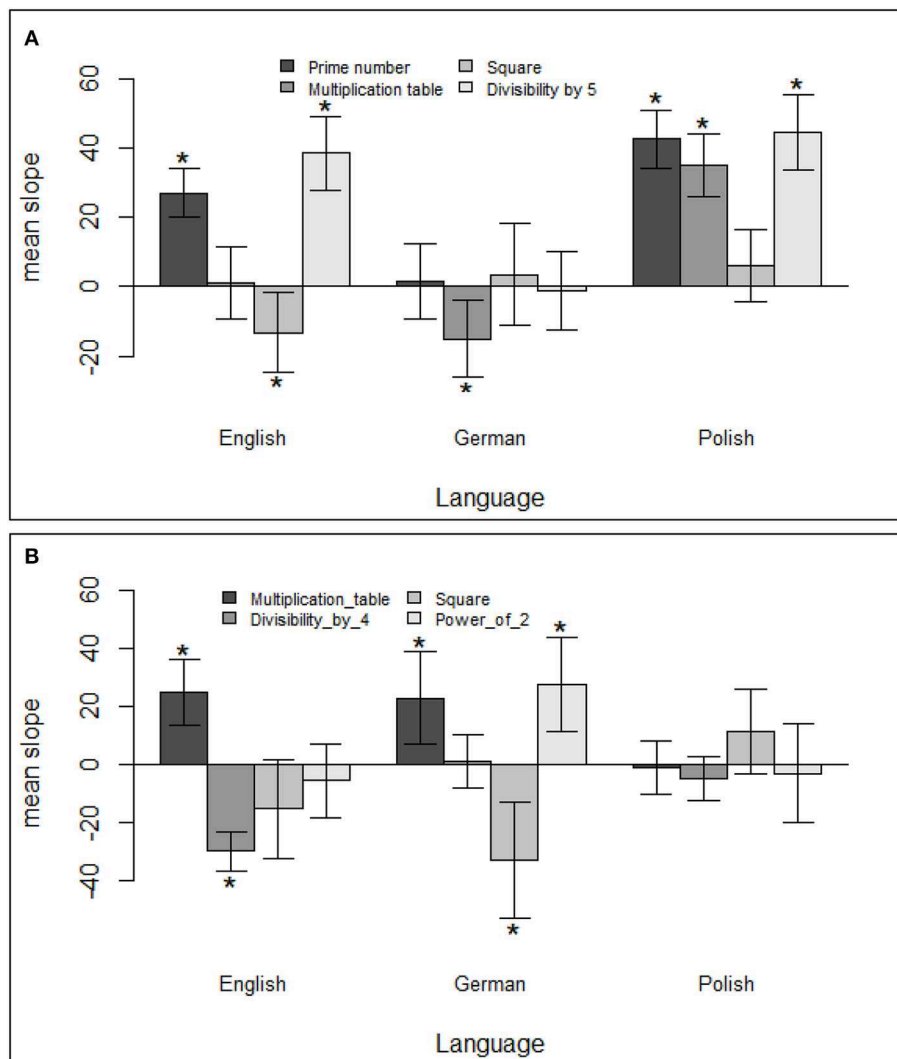 A
Prime number Square
Multiplication table Divisibility by 5
60
40
20
0
-20
mean slope
* * * * * * *
English German Polish
Language
B
Multiplication_table Square
Divisibility_by_4 Power_of_2
60
40
20
0
-20
-40
mean slope
* * * * *
English German Polish
Language